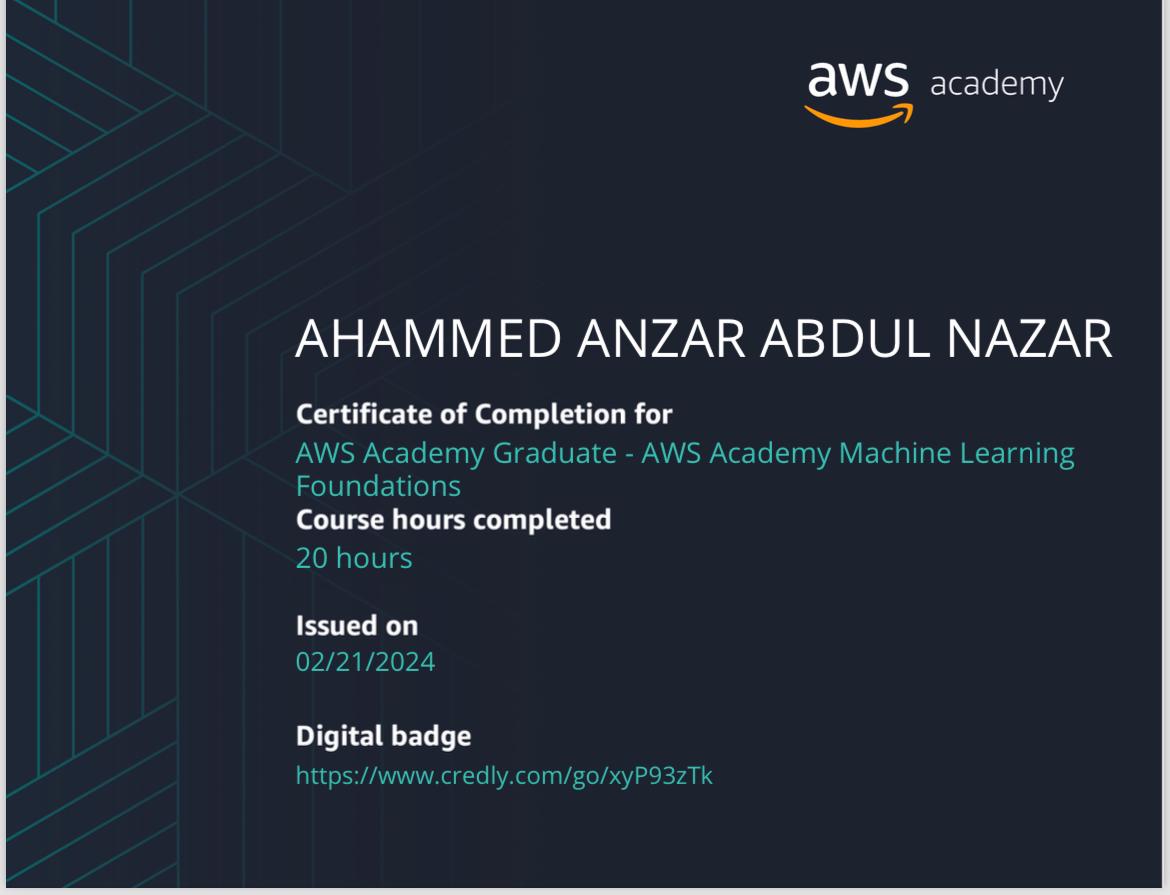 aws academy
AHAMMED ANZAR ABDUL NAZAR
Certificate of Completion for
AWS Academy Graduate - AWS Academy Machine Learning
Foundations
Course hours completed
20 hours
Issued on
02/21/2024
Digital badge
https://www.credly.com/go/xyP93zTk